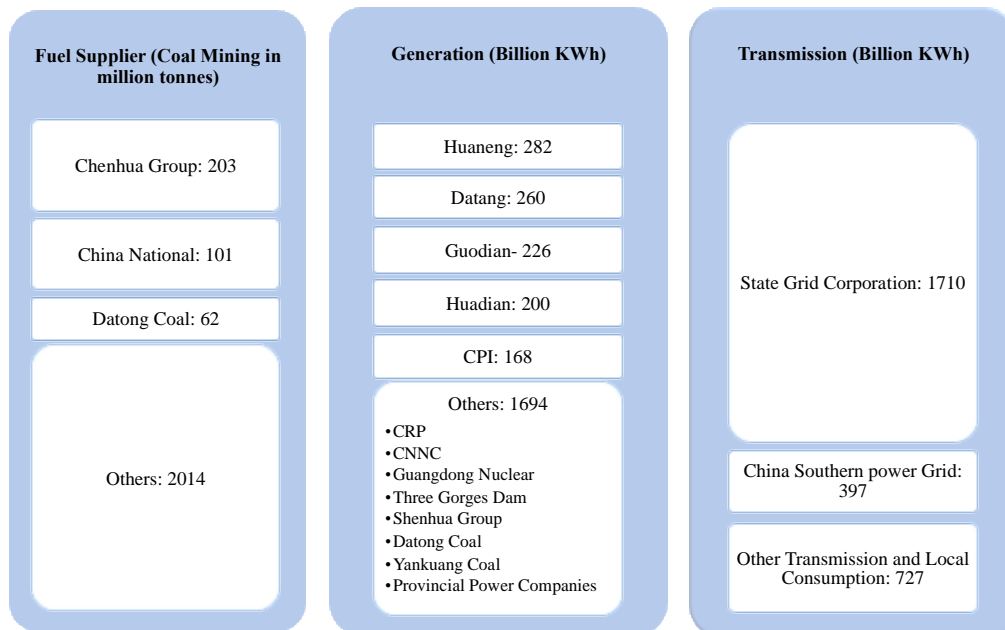 Fuel Supplier (Coal Mining in
million tonnes)
Chenhua Group: 203
China National: 101
Datong Coal: 62
Others: 2014
Generation (Billion KWh)
Huaneng: 282
Datang: 260
Guodian- 226
Huadian: 200
CPI: 168
Others: 1694
•CRP
•CNNC
•Guangdong Nuclear
•Three Gorges Dam
•Shenhua Group
•Datong Coal
•Yankuang Coal
•Provincial Power Companies
Transmission (Billion KWh)
State Grid Corporation: 1710
China Southern power Grid:
397
Other Transmission and Local
Consumption: 727